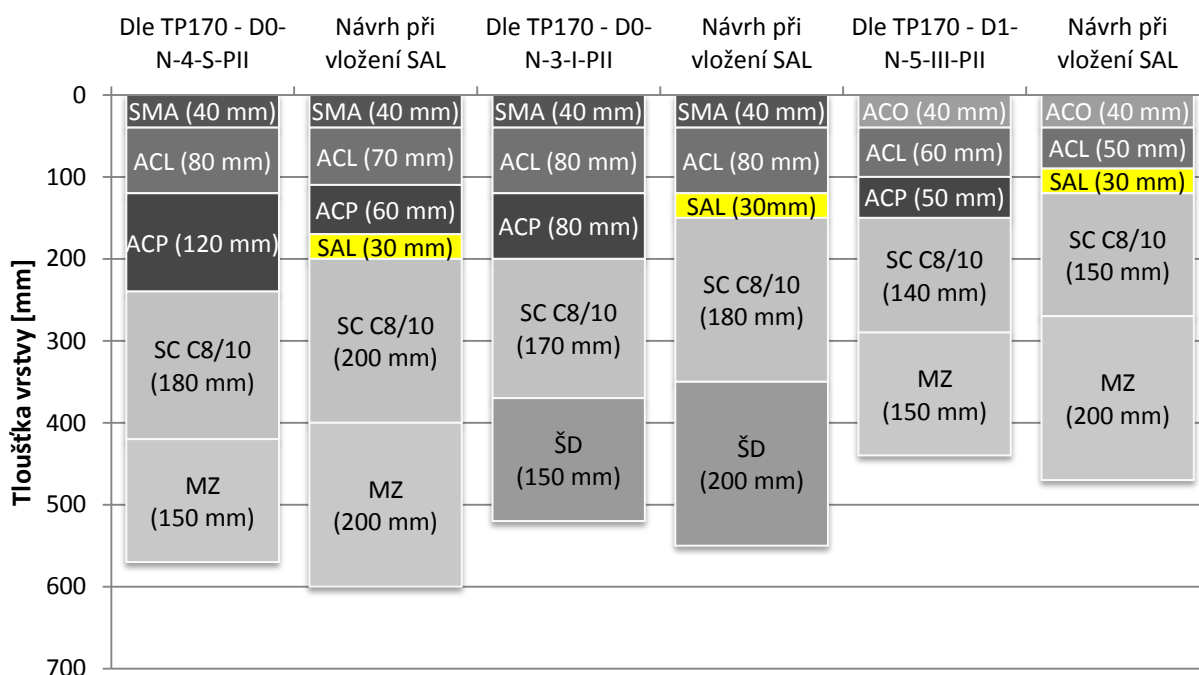 Dle TP170 - D0-
N-4-S-PII
Návrh při
vložení SAL
Dle TP170 - D0-
N-3-I-PII
Návrh při
vložení SAL
Dle TP170 - D1-
N-5-III-PII
Návrh při
vložení SAL
Tloušťka vrstvy [mm]
0
100
200
300
400
500
600
700
SMA (40 mm)
ACL (80 mm)
ACP (120 mm)
SC C8/10
(180 mm)
MZ
(150 mm)
SMA (40 mm)
ACL (70 mm)
ACP (60 mm)
SAL (30 mm)
SC C8/10
(200 mm)
MZ
(200 mm)
SMA (40 mm)
ACL (80 mm)
ACP (80 mm)
SC C8/10
(170 mm)
ŠD
(150 mm)
SMA (40 mm)
ACL (80 mm)
SAL (30mm)
SC C8/10
(180 mm)
ŠD
(200 mm)
ACO (40 mm)
ACL (60 mm)
ACP (50 mm)
SC C8/10
(140 mm)
MZ
(150 mm)
ACO (40 mm)
ACL (50 mm)
SAL (30 mm)
SC C8/10
(150 mm)
MZ
(200 mm)